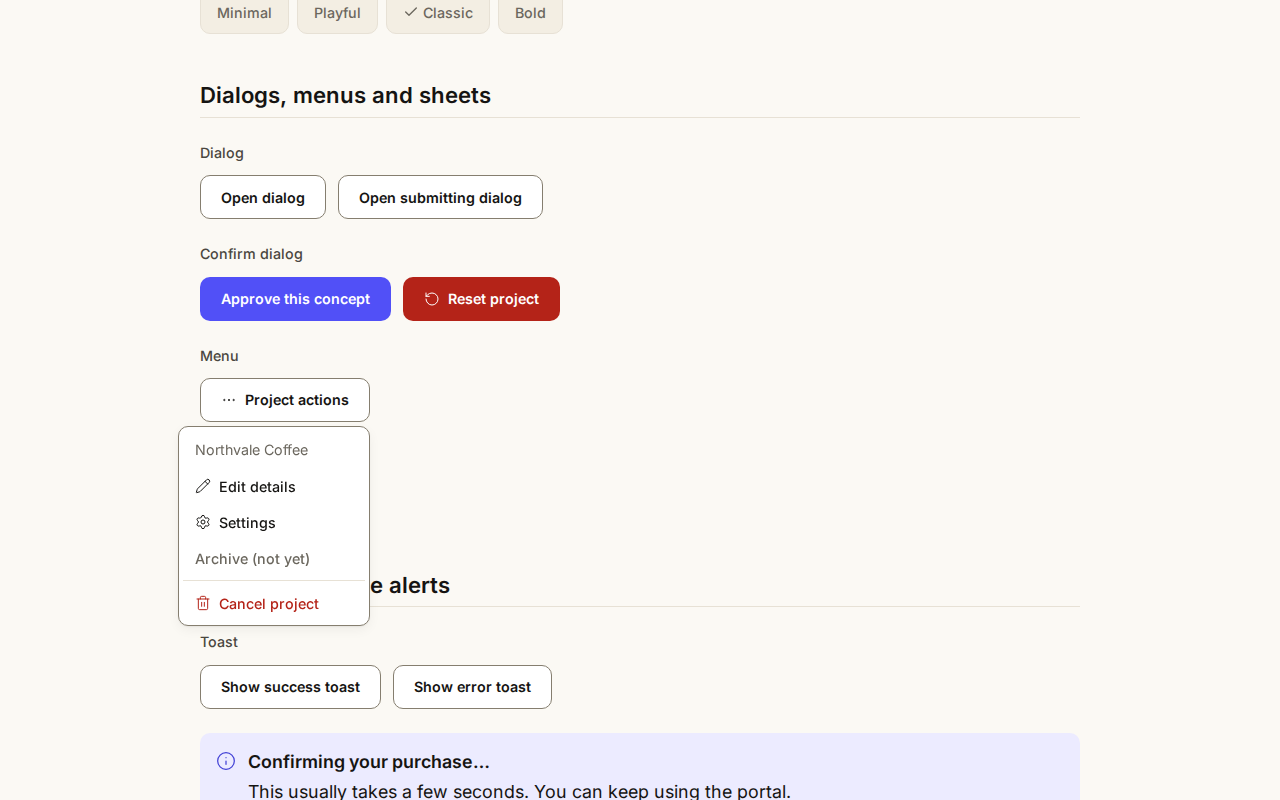 Minimal
Playful
Classic
Bold
Dialogs, menus and sheets
Dialog
Open dialog
Open submitting dialog
Confirm dialog
Approve this concept
Reset project
Menu
Project actions
Northvale Coffee
Edit details
Settings
Archive (not yet)
Cancel project
e alerts
Toast
Show success toast
Show error toast
Confirming your purchase...
This usually takes a few seconds. You can keep using the portal.